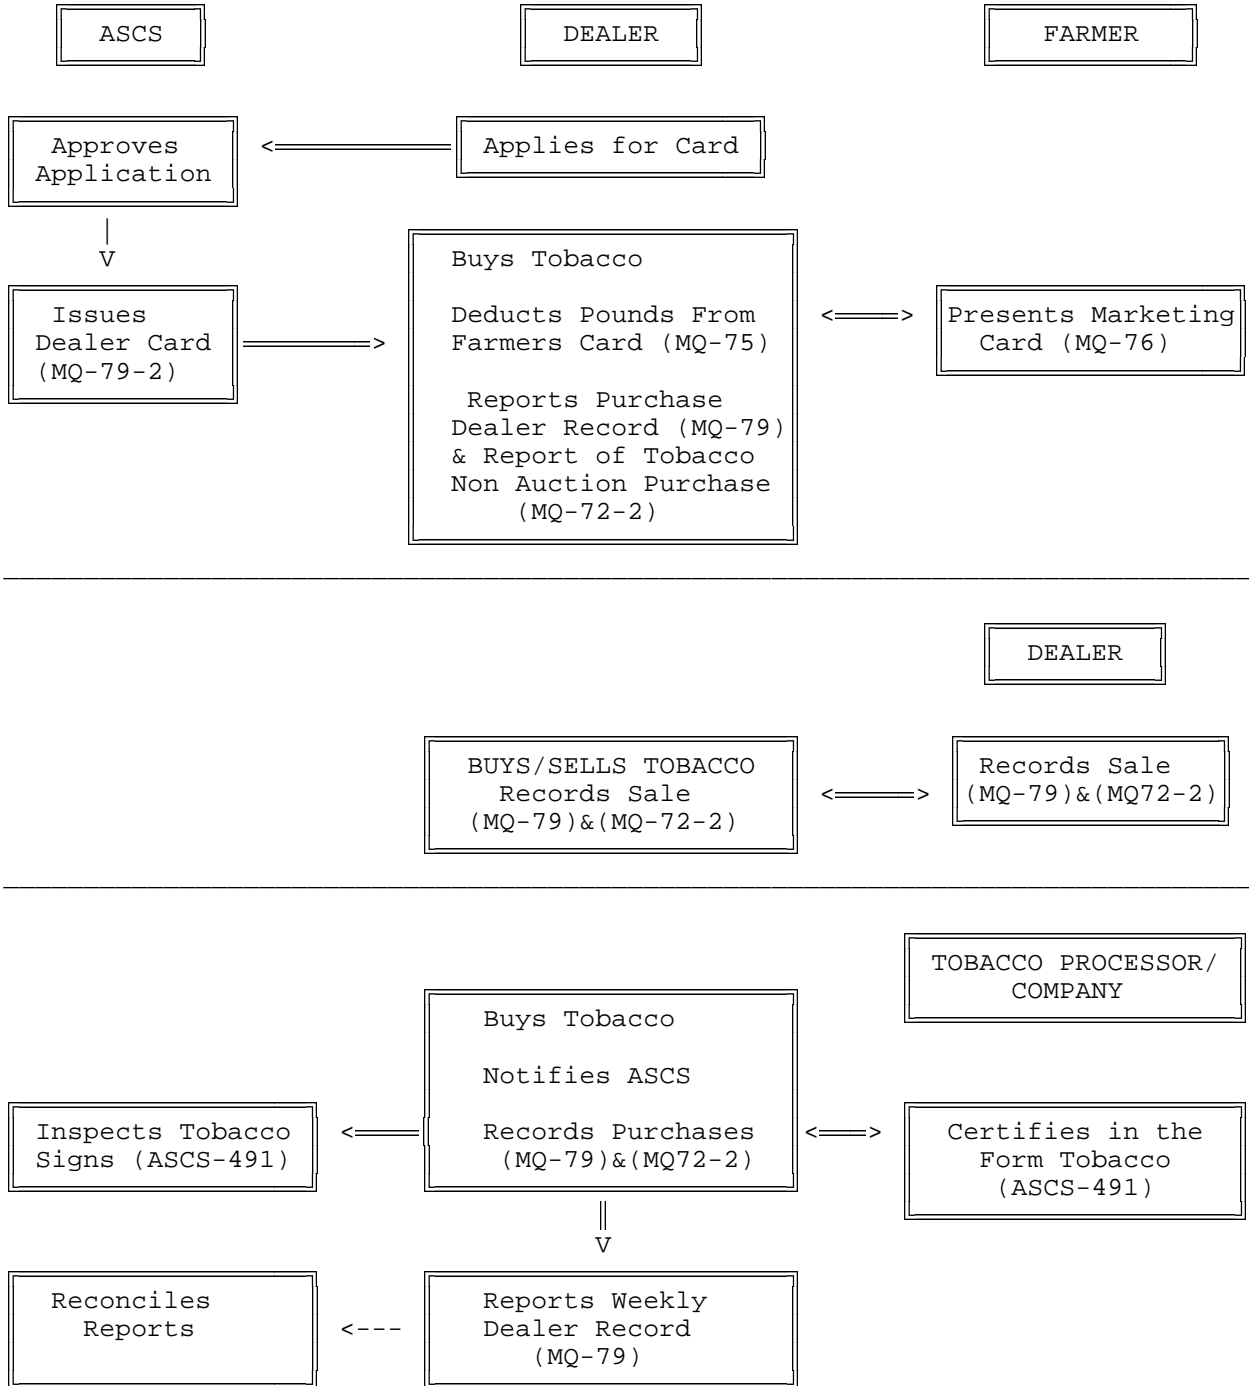 ASCS
DEALER
FARMER
Approves
Application
<
Applies for Card
|
V
Issues
Dealer Card
(MQ-79-2)
>
Buys Tobacco
Deducts Pounds From
Farmers Card (MQ-75)
Reports Purchase
Dealer Record (MQ-79)
& Report of Tobacco
Non Auction Purchase
(MQ-72-2)
< >
Presents Marketing
Card (MQ-76)
DEALER
BUYS/SELLS TOBACCO
Records Sale
(MQ-79)&(MQ-72-2)
< >
Records Sale
(MQ-79)&(MQ72-2)
TOBACCO PROCESSOR/
COMPANY
Buys Tobacco
Notifies ASCS
Records Purchases
(MQ-79)&(MQ72-2)
Inspects Tobacco
Signs (ASCS-491)
<
< >
Certifies in the
Form Tobacco
(ASCS-491)
V
Reconciles
Reports
<---
Reports Weekly
Dealer Record
(MQ-79)